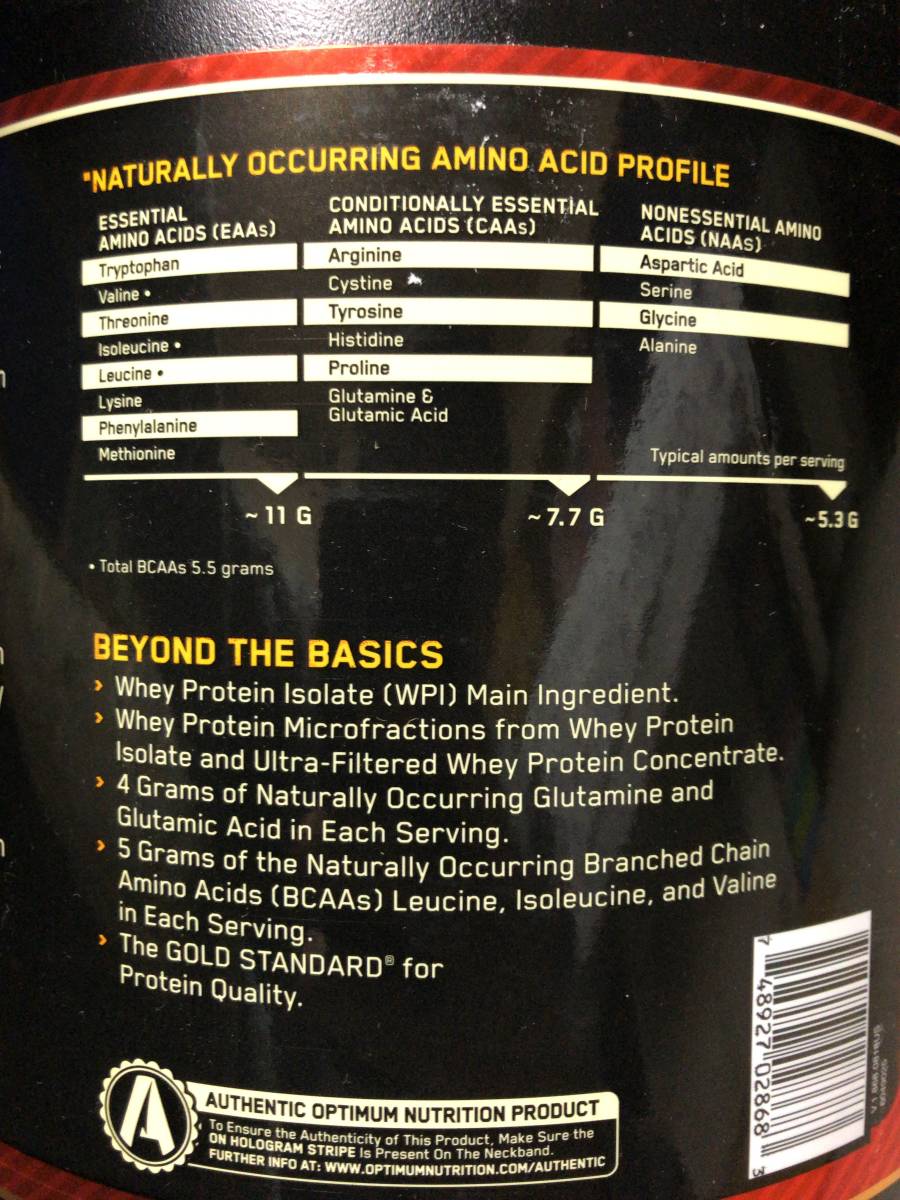 *NATURALLY OCCURRING AMINO ACID PROFILE
ESSENTIAL
AMINO ACIDS (EAAs)
Tryptophan
Valine •
Threonine
Isoleucine •
Leucine •
Lysine
Phenylalanine
Methionine
~ 11 G
CONDITIONALLY ESSENTIAL
AMINO ACIDS (CAAs)
Arginine
Cystine
Tyrosine
Histidine
Proline
Glutamine &
Glutamic Acid
~ 7.7 G
NONESSENTIAL AMINO
ACIDS (NAAs)
Aspartic Acid
Serine
Glycine
Alanine
Typical amounts per serving
~5.3 G
• Total BCAAs 5.5 grams
BEYOND THE BASICS
› Whey Protein Isolate (WPI) Main Ingredient.
› Whey Protein Microfractions from Whey Protein
Isolate and Ultra-Filtered Whey Protein Concentrate.
› 4 Grams of Naturally Occurring Glutamine and
Glutamic Acid in Each Serving.
› 5 Grams of the Naturally Occurring Branched Chain
Amino Acids (BCAAs) Leucine, Isoleucine, and Valine
in Each Serving.
› The GOLD STANDARD® for
Protein Quality.
7 48927 02868 3
A
AUTHENTIC OPTIMUM NUTRITION PRODUCT
To Ensure the Authenticity of This Product, Make Sure the
ON HOLOGRAM STRIPE Is Present On The Neckband.
FURTHER INFO AT: WWW.OPTIMUMNUTRITION.COM/AUTHENTIC